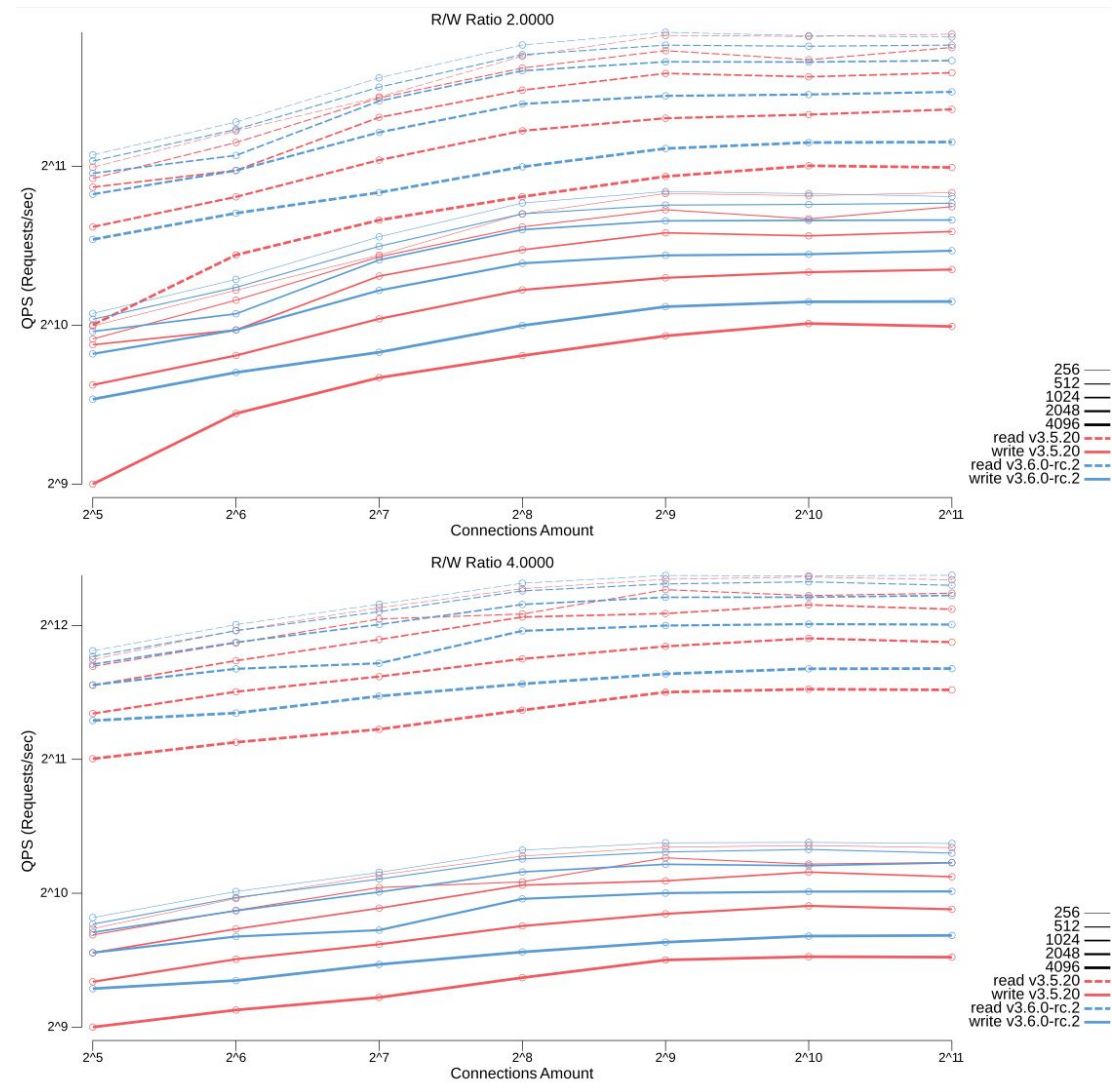 R/W Ratio 2.0000
QPS (Requests/sec)
2^11
2^10
2^9
2^5 2^6 2^7 2^8 2^9 2^10 2^11
Connections Amount
256
512
1024
2048
4096
read v3.5.20
write v3.5.20
read v3.6.0-rc.2
write v3.6.0-rc.2
R/W Ratio 4.0000
QPS (Requests/sec)
2^12
2^11
2^10
2^9
2^5 2^6 2^7 2^8 2^9 2^10 2^11
Connections Amount
256
512
1024
2048
4096
read v3.5.20
write v3.5.20
read v3.6.0-rc.2
write v3.6.0-rc.2